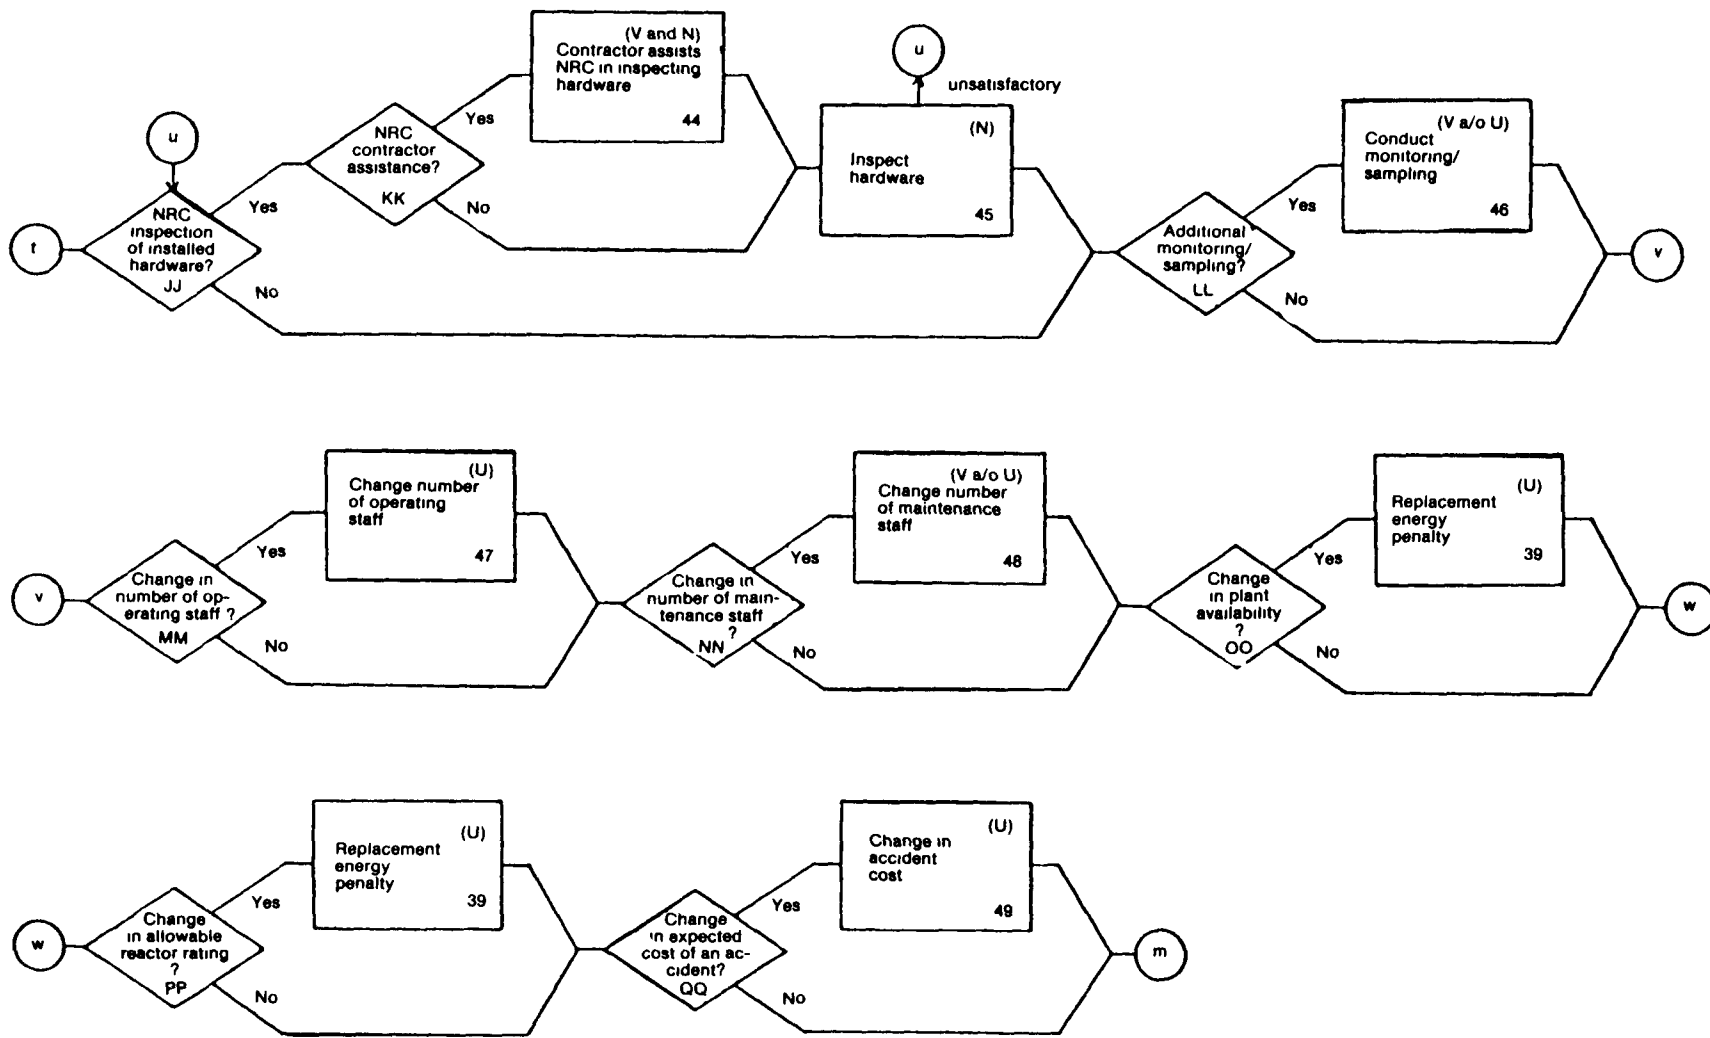 (V and N)
Contractor assists
NRC in inspecting
hardware
44
u
unsatisfactory
u
NRC
contractor
assistance?
KK
Yes
No
(N)
Inspect
hardware
45
(V a/o U)
Conduct
monitoring/
sampling
46
t
NRC
inspection
of installed
hardware?
JJ
Yes
No
Additional
monitoring/
sampling?
LL
Yes
No
v
v
Change in
number of op-
erating staff ?
MM
Yes
No
(U)
Change number
of operating
staff
47
Change in
number of main-
tenance staff
?
NN
Yes
No
(V a/o U)
Change number
of maintenance
staff
48
Change
in plant
availability
?
OO
Yes
No
(U)
Replacement
energy
penalty
39
w
w
Change
in allowable
reactor rating
?
PP
Yes
No
(U)
Replacement
energy
penalty
39
Change
in expected
cost of an ac-
cident?
QQ
Yes
No
(U)
Change in
accident
cost
49
m